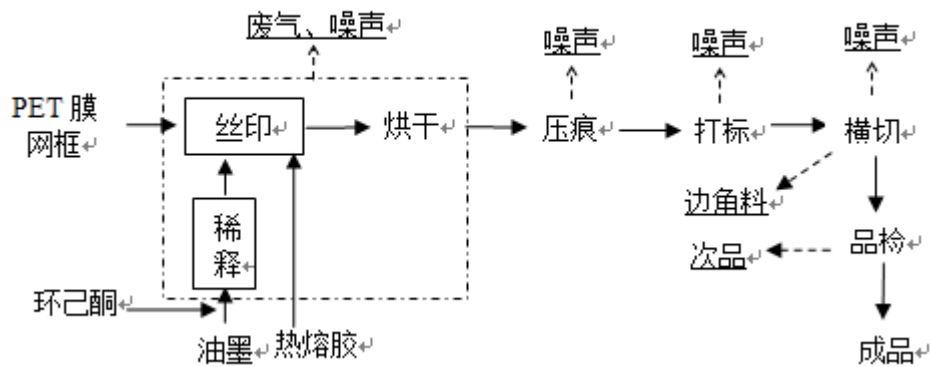 废气、噪声
噪声
噪声
噪声
PET 膜
网框
丝印
烘干
压痕
打标
横切
稀
释
边角料
次品
品检
环己酮
油墨
热熔胶
成品